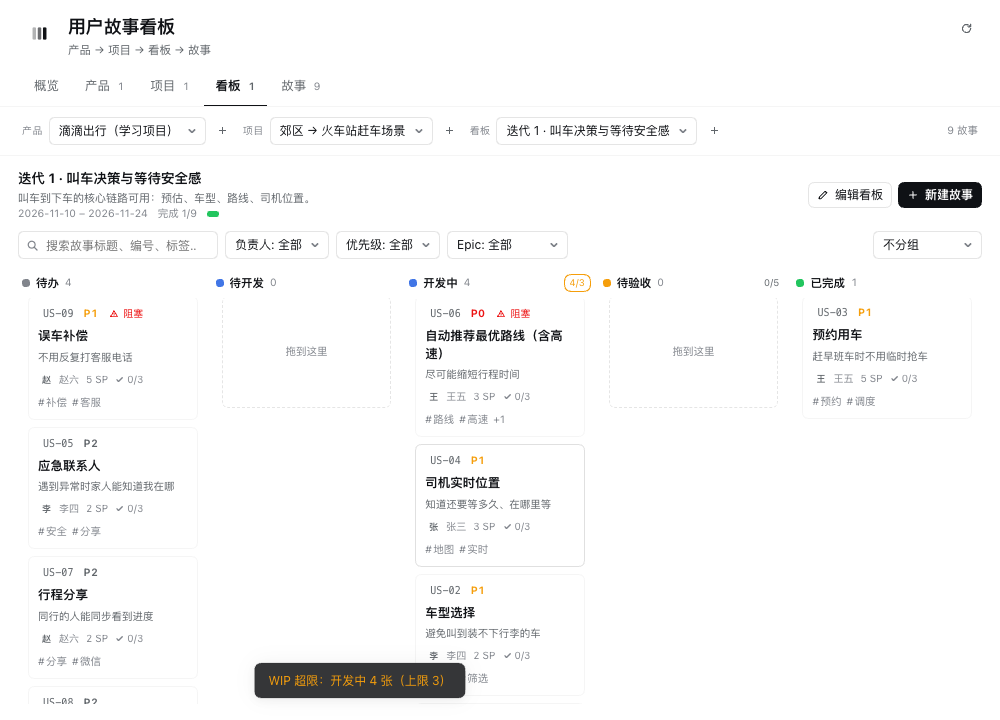 用户故事看板
产品 → 项目 → 看板 → 故事
概览
产品 1
项目 1
看板 1
故事 9
产品
滴滴出行（学习项目）
+
项目
郊区 → 火车站赶车场景
+
看板
迭代 1 · 叫车决策与等待安全感
+
9 故事
迭代 1 · 叫车决策与等待安全感
叫车到下车的核心链路可用：预估、车型、路线、司机位置。
2026-11-10 – 2026-11-24 完成 1/9
编辑看板
+ 新建故事
搜索故事标题、编号、标签..
负责人: 全部
优先级: 全部
Epic: 全部
不分组
待办 4
US-09 P1 阻塞
误车补偿
不用反复打客服电话
赵 赵六 5 SP ✓ 0/3
#补偿 #客服
US-05 P2
应急联系人
遇到异常时家人能知道我在哪
李 李四 2 SP ✓ 0/3
#安全 #分享
US-07 P2
行程分享
同行的人能同步看到进度
赵 赵六 2 SP ✓ 0/3
#分享 #微信
US-08 P2
待开发 0
拖到这里
开发中 4
4/3
US-06 P0 阻塞
自动推荐最优路线（含高
速）
尽可能缩短行程时间
王 王五 3 SP ✓ 0/3
#路线 #高速 +1
US-04 P1
司机实时位置
知道还要等多久、在哪里等
张 张三 3 SP ✓ 0/3
#地图 #实时
US-02 P1
车型选择
避免叫到装不下行李的车
李 李四 2 SP ✓ 0/3
筛选
待验收 0
0/5
拖到这里
已完成 1
US-03 P1
预约用车
赶早班车时不用临时抢车
王 王五 5 SP ✓ 0/3
#预约 #调度
WIP 超限：开发中 4 张（上限 3）